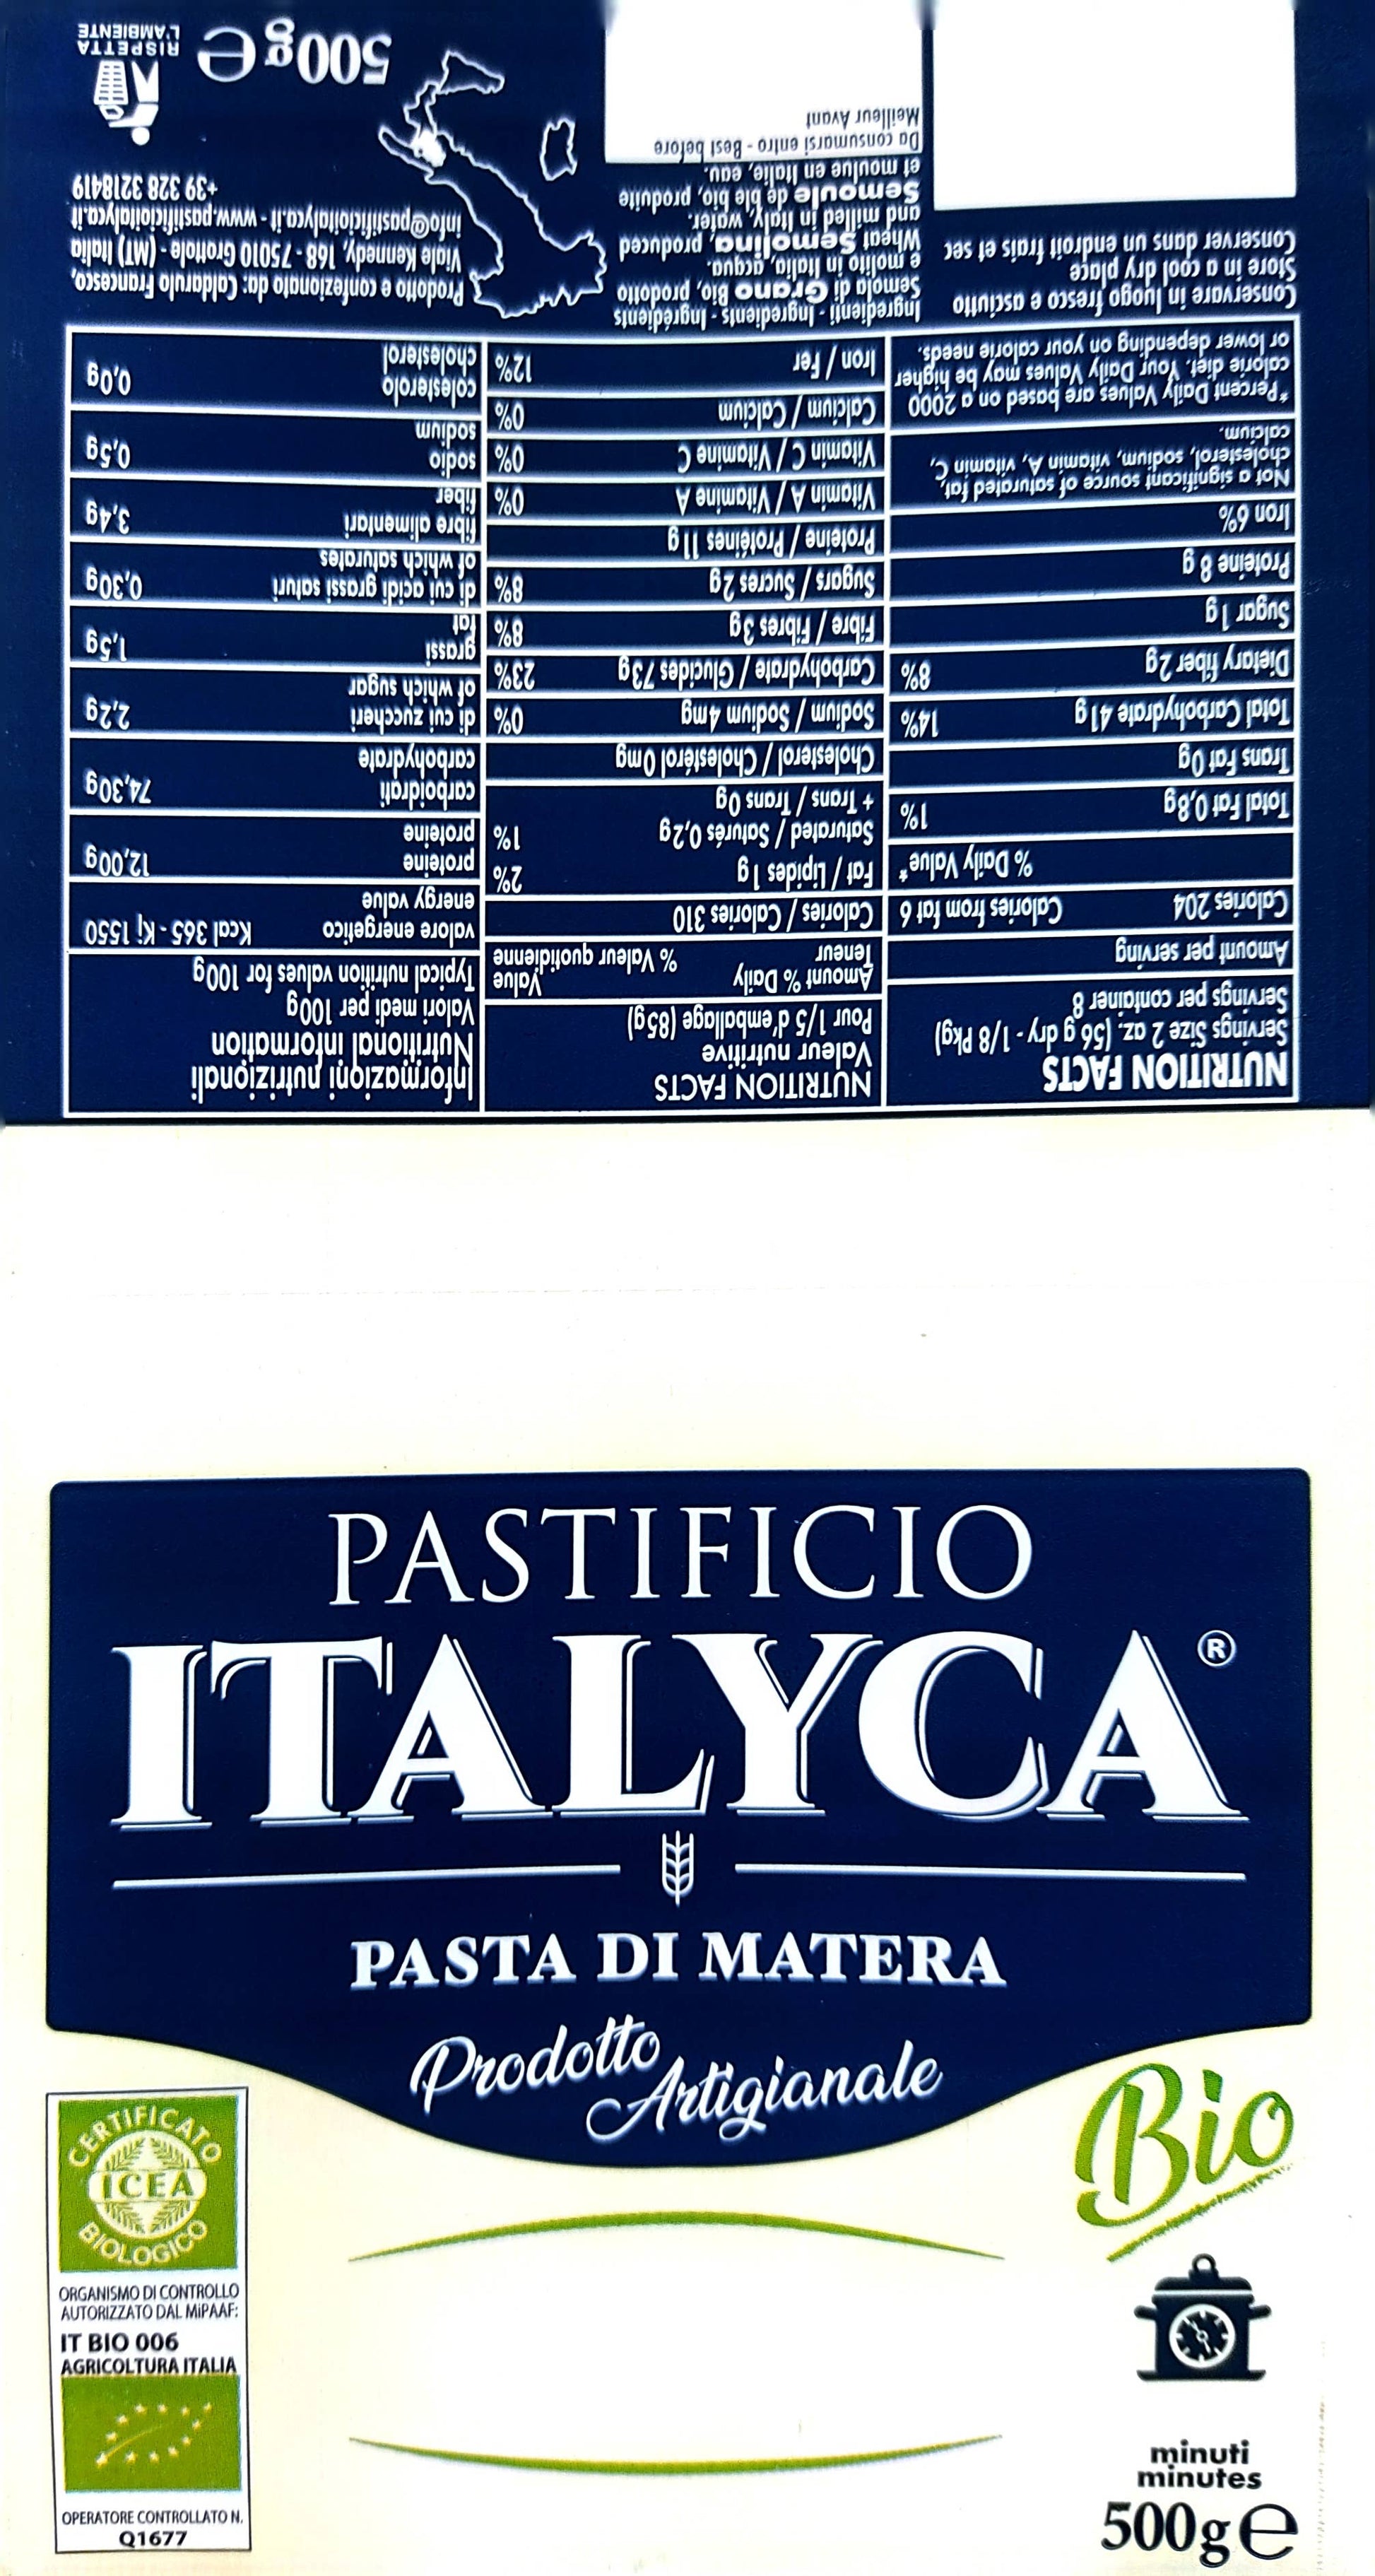 PASTIFICIO
ITALYCA®
PASTA DI MATERA
Prodotto
Artigianale
Bio
CERTIFICATO
ICEA
BIOLOGICO
ORGANISMO DI CONTROLLO
AUTORIZZATO DAL MiPAAF:
IT BIO 006
AGRICOLTURA ITALIA
OPERATORE CONTROLLATO N.
Q1677
minuti
minutes
500g e
NUTRITION FACTS
Servings Size 2 az. (56 g dry - 1/8 Pkg)
Servings per container 8
Amount per serving
Calories 204 Calories from fat 6
% Daily Value*
Total Fat 0,8g 1%
Trans Fat 0g
Total Carbohydrate 41g 14%
Dietary fiber 2g 8%
Sugar 1g
Proteine 8 g
Iron 6%
Not a significant source of saturated fat,
cholesterol, sodium, vitamin A, vitamin C,
calcium.
*Percent Daily Values are based on a 2000
calorie diet. Your Daily Values may be higher
or lower depending on your calorie needs.
NUTRITION FACTS
Valeur nutritive
Pour 1/5 d'emballage (85g)
Amount % Daily Value
Teneur % Valeur quotidienne
Calories / Calories 310
Fat / Lipides 1g 2%
Saturated / Saturés 0,2g 1%
+ Trans / Trans 0g
Cholesterol / Cholestérol 0mg
Sodium / Sodium 4mg 0%
Carbohydrate / Glucides 73g 23%
Fibre / Fibres 3g 8%
Sugars / Sucres 2g 8%
Proteine / Protéines 11g
Vitamin A / Vitamine A 0%
Vitamin C / Vitamine C 0%
Calcium / Calcium 0%
Iron / Fer 12%
Informazioni nutrizionali
Nutritional information
Valori medi per 100g
Typical nutrition values for 100g
valore energetico Kcal 365 - Kj 1550
energy value
proteine 12,00g
proteine
carboidrati 74,30g
carbohydrate
di cui zuccheri 2,2g
of which sugar
grassi 1,5g
fat
di cui acidi grassi saturi 0,30g
of which saturates
fibre alimentari 3,4g
fiber
sodio 0,5g
sodium
colesterolo 0,0g
cholesterol
Conservare in luogo fresco e asciutto
Store in a cool dry place
Conserver dans un endroit frais et sec
Ingredienti - Ingredients - Ingrédients
Semola di Grano Bio, prodotto
e molito in Italia, acqua.
Wheat Semolina, produced
and milled in Italy, water.
Semoule de ble bio, produite
et moulue en Italie, eau.
Da consumarsi entro - Best before
Meilleur Avant
Prodotto e confezionato da: Caldarulo Francesco,
Viale Kennedy, 168 - 75010 Grottole - (MT) Italia
info@pastificioitalyca.it - www.pastificioitalyca.it
+39 328 3218419
500g e
RISPETTA
L'AMBIENTE